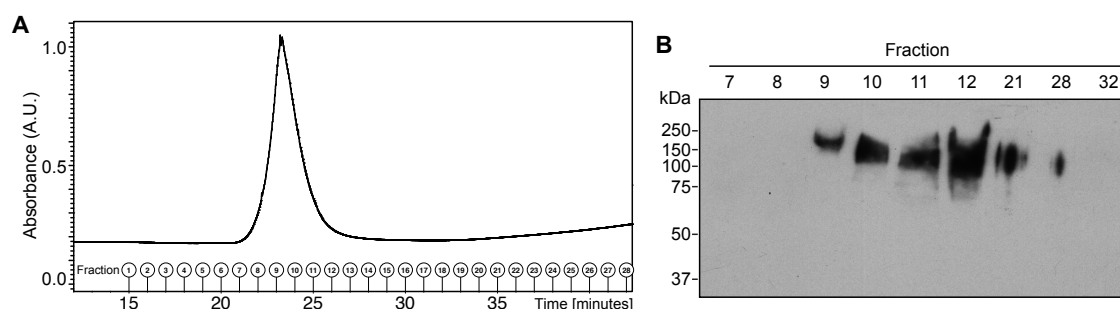 A
1.0
0.5
0.0
Absorbance (A.U.)
Fraction 1 2 3 4 5 6 7 8 9 10 11 12 13 14 15 16 17 18 19 20 21 22 23 24 25 26 27 28
15 20 25 30 35 Time [minutes]
B
Fraction
7 8 9 10 11 12 21 28 32
kDa
250-
150-
100-
75-
50-
37-